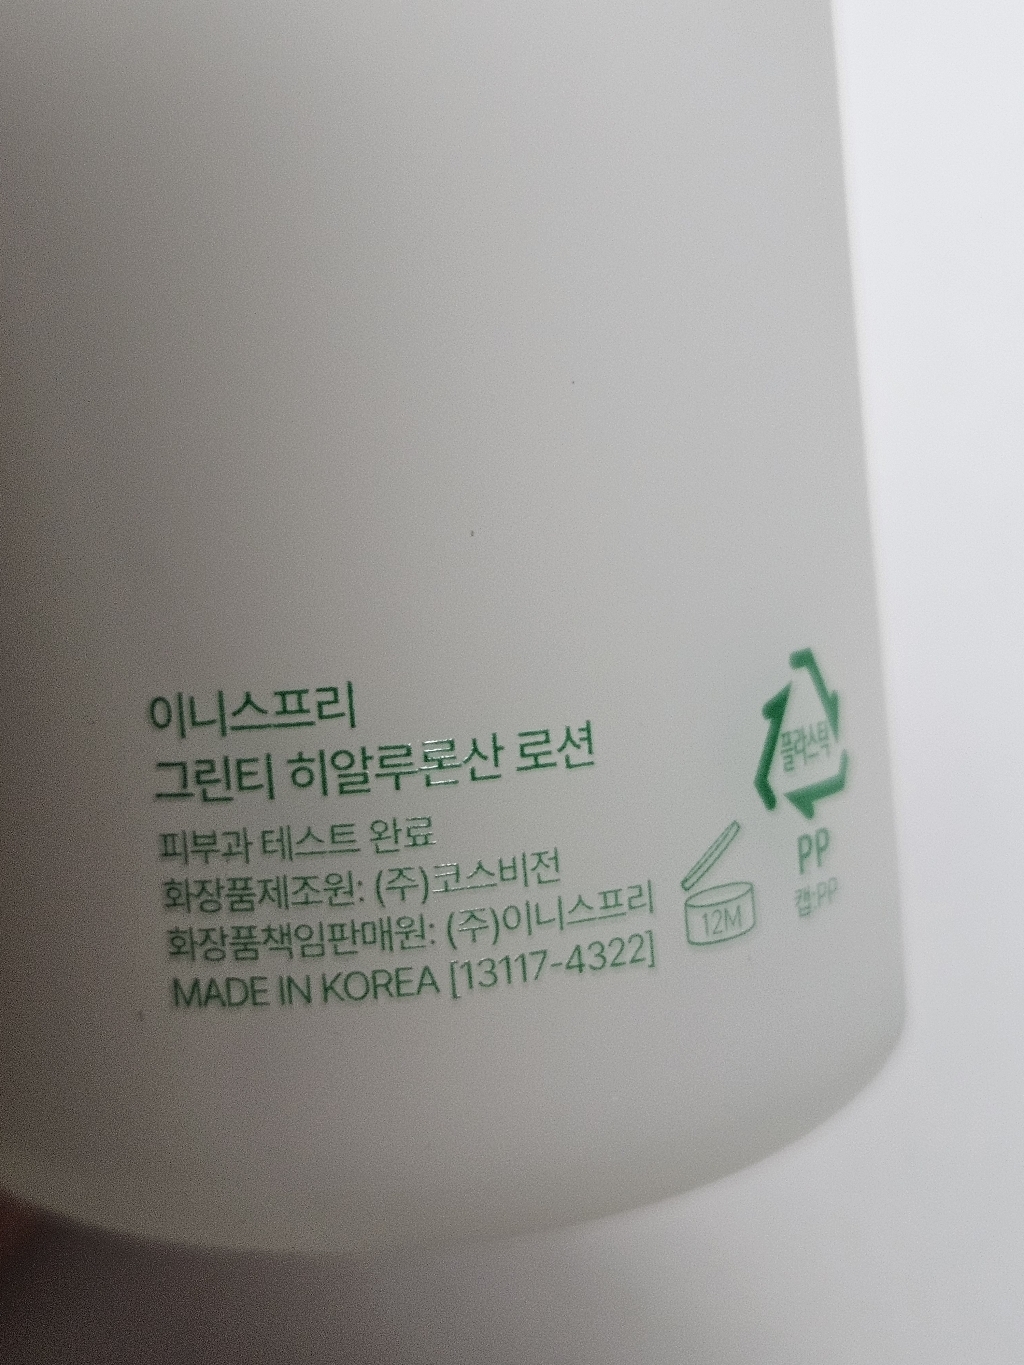 이니스프리
그린티 히알루론산 로션
피부과 테스트 완료
화장품제조원: (주)코스비전
화장품책임판매원: (주)이니스프리
MADE IN KOREA [13117-4322]
12M
플라스틱
PP
캡:PP